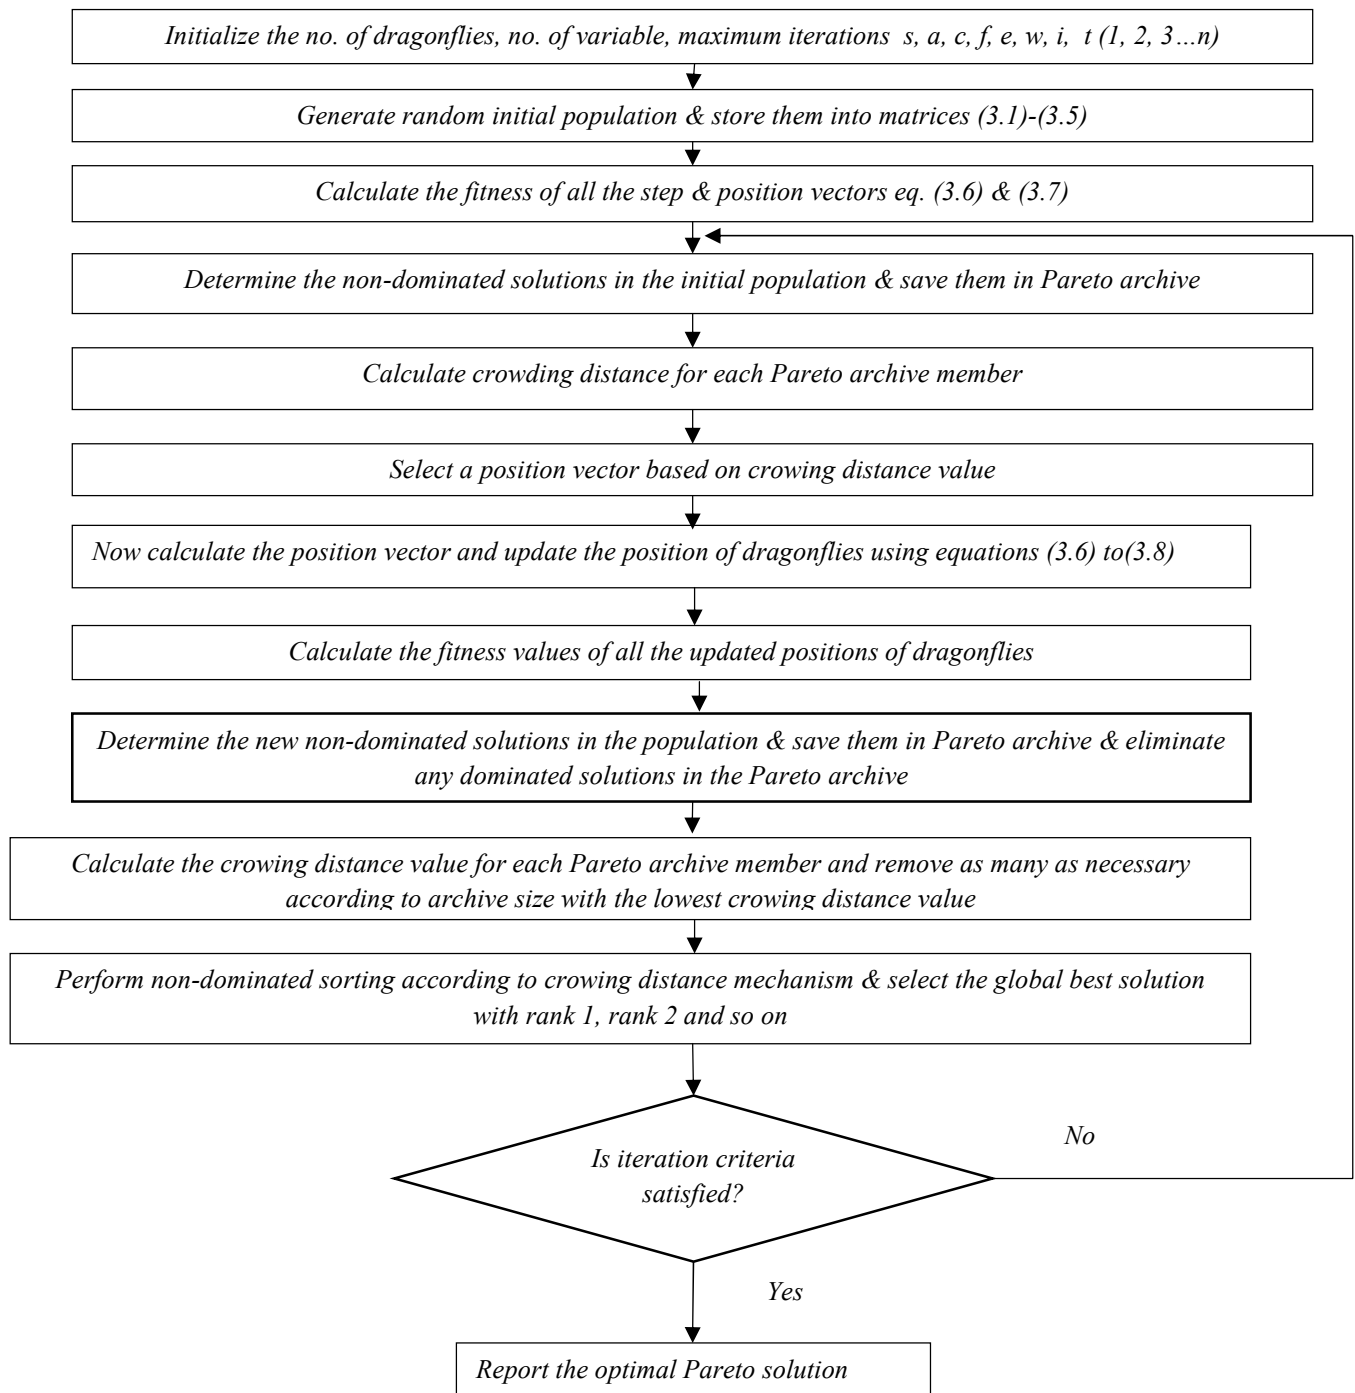 Initialize the no. of dragonflies, no. of variable, maximum iterations s, a, c, f, e, w, i, t (1, 2, 3…n)
Generate random initial population & store them into matrices (3.1)-(3.5)
Calculate the fitness of all the step & position vectors eq. (3.6) & (3.7)
Determine the non-dominated solutions in the initial population & save them in Pareto archive
Calculate crowding distance for each Pareto archive member
Select a position vector based on crowing distance value
Now calculate the position vector and update the position of dragonflies using equations (3.6) to(3.8)
Calculate the fitness values of all the updated positions of dragonflies
Determine the new non-dominated solutions in the population & save them in Pareto archive & eliminate
any dominated solutions in the Pareto archive
Calculate the crowing distance value for each Pareto archive member and remove as many as necessary
according to archive size with the lowest crowing distance value
Perform non-dominated sorting according to crowing distance mechanism & select the global best solution
with rank 1, rank 2 and so on
No
Is iteration criteria
satisfied?
Yes
Report the optimal Pareto solution